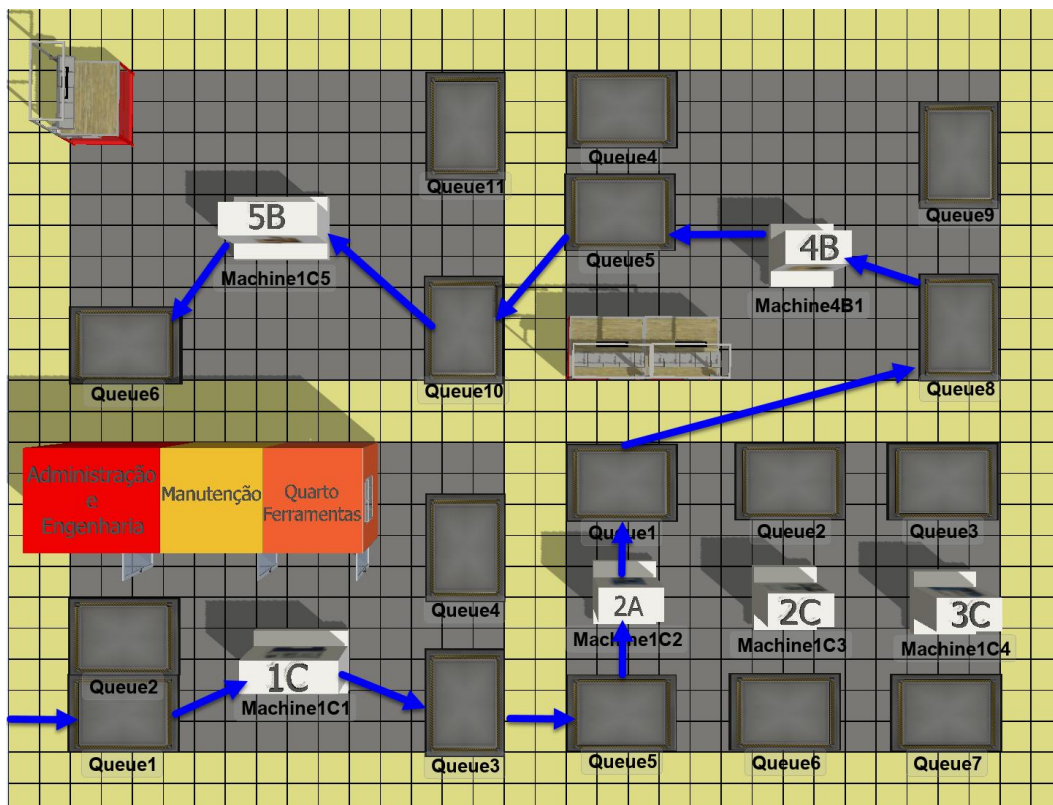 Queue11
Queue4
Queue9
5B
4B
Machine1C5
Queue5
Machine4B1
Queue6
Queue10
Queue8
Administração
e
Engenharia
Manutenção
Quarto
Ferramentas
Queue4
Queue1
Queue2
Queue3
2A
2C
3C
Machine1C2
Machine1C3
Machine1C4
Queue2
1C
Machine1C1
Queue1
Queue3
Queue5
Queue6
Queue7